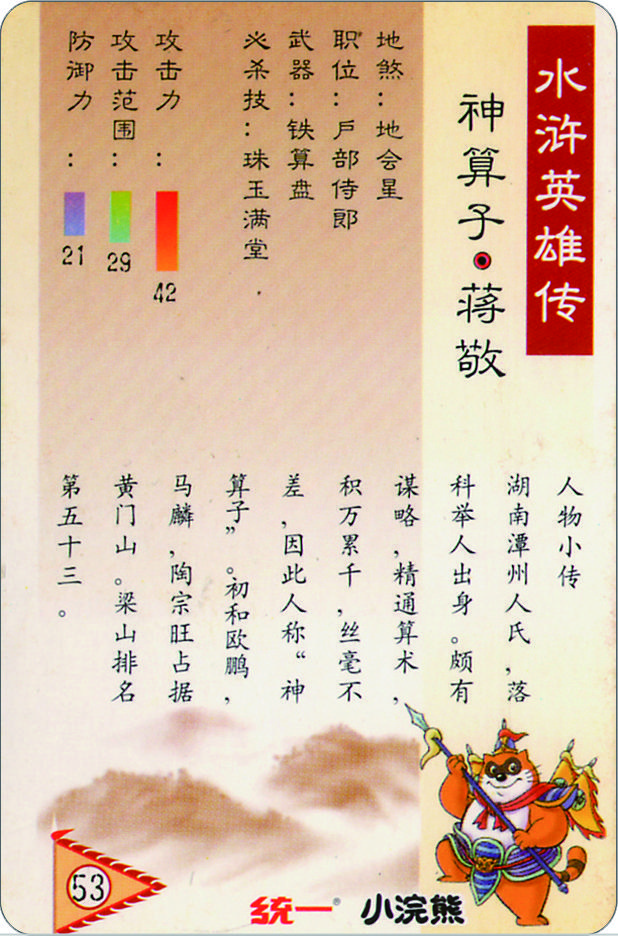 水浒英雄传
神算子·蒋敬
地煞：地会星
职位：户部侍郎
武器：铁算盘
必杀技：珠玉满堂
攻击力：
42
攻击范围：
29
防御力：
21
人物小传
湖南潭州人氏，落
科举人出身。颇有
谋略，精通算术，
积万累千，丝毫不
差，因此人称“神
算子”。初和欧鹏，
马麟，陶宗旺占据
黄门山。梁山排名
第五十三。
53
统一®
小浣熊